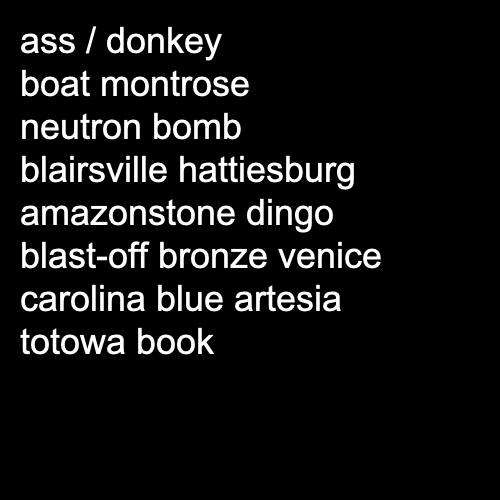 ass / donkey
boat montrose
neutron bomb
blairsville hattiesburg
amazonstone dingo
blast-off bronze venice
carolina blue artesia
totowa book